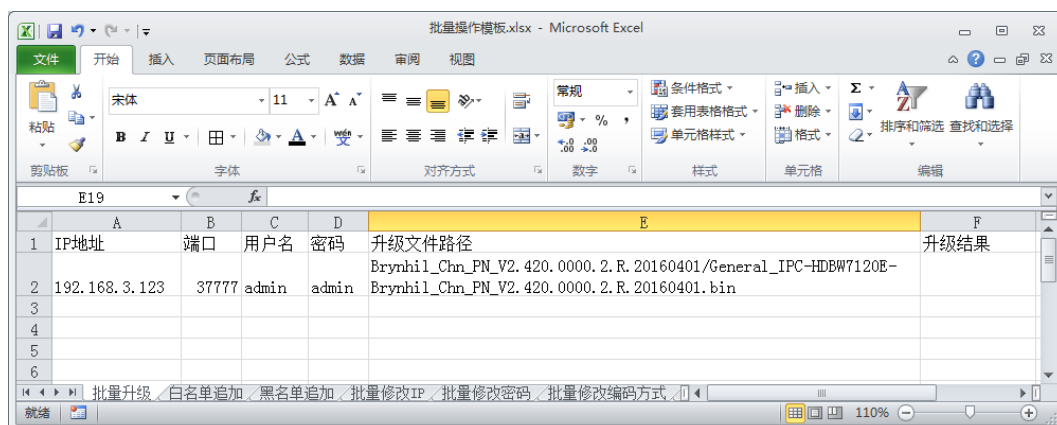 批量操作模板.xlsx - Microsoft Excel
文件 开始 插入 页面布局 公式 数据 审阅 视图
宋体 11 A A 常规 条件格式 插入 Σ
粘贴 B I U A wén 变 % , 套用表格格式 删除 排序和筛选 查找和选择
.00 .0 .00 单元格样式 格式
剪贴板 字体 对齐方式 数字 样式 单元格 编辑
E19 fx
A B C D E F
1 IP地址 端口 用户名 密码 升级文件路径 升级结果
Brynhil_Chn_PN_V2.420.0000.2.R.20160401/General_IPC-HDBW7120E-
2 192.168.3.123 37777 admin admin Brynhil_Chn_PN_V2.420.0000.2.R.20160401.bin
3
4
5
6
批量升级 白名单追加 黑名单追加 批量修改IP 批量修改密码 批量修改编码方式
就绪 110%